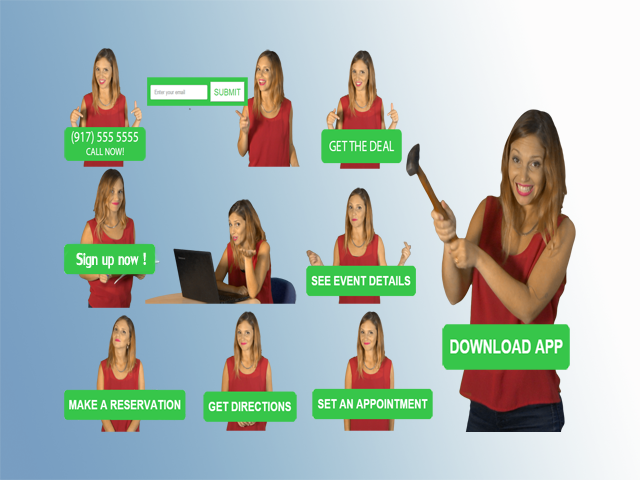 (917) 555 5555
CALL NOW!
Enter your email
SUBMIT
GET THE DEAL
Sign up now !
SEE EVENT DETAILS
DOWNLOAD APP
MAKE A RESERVATION
GET DIRECTIONS
SET AN APPOINTMENT